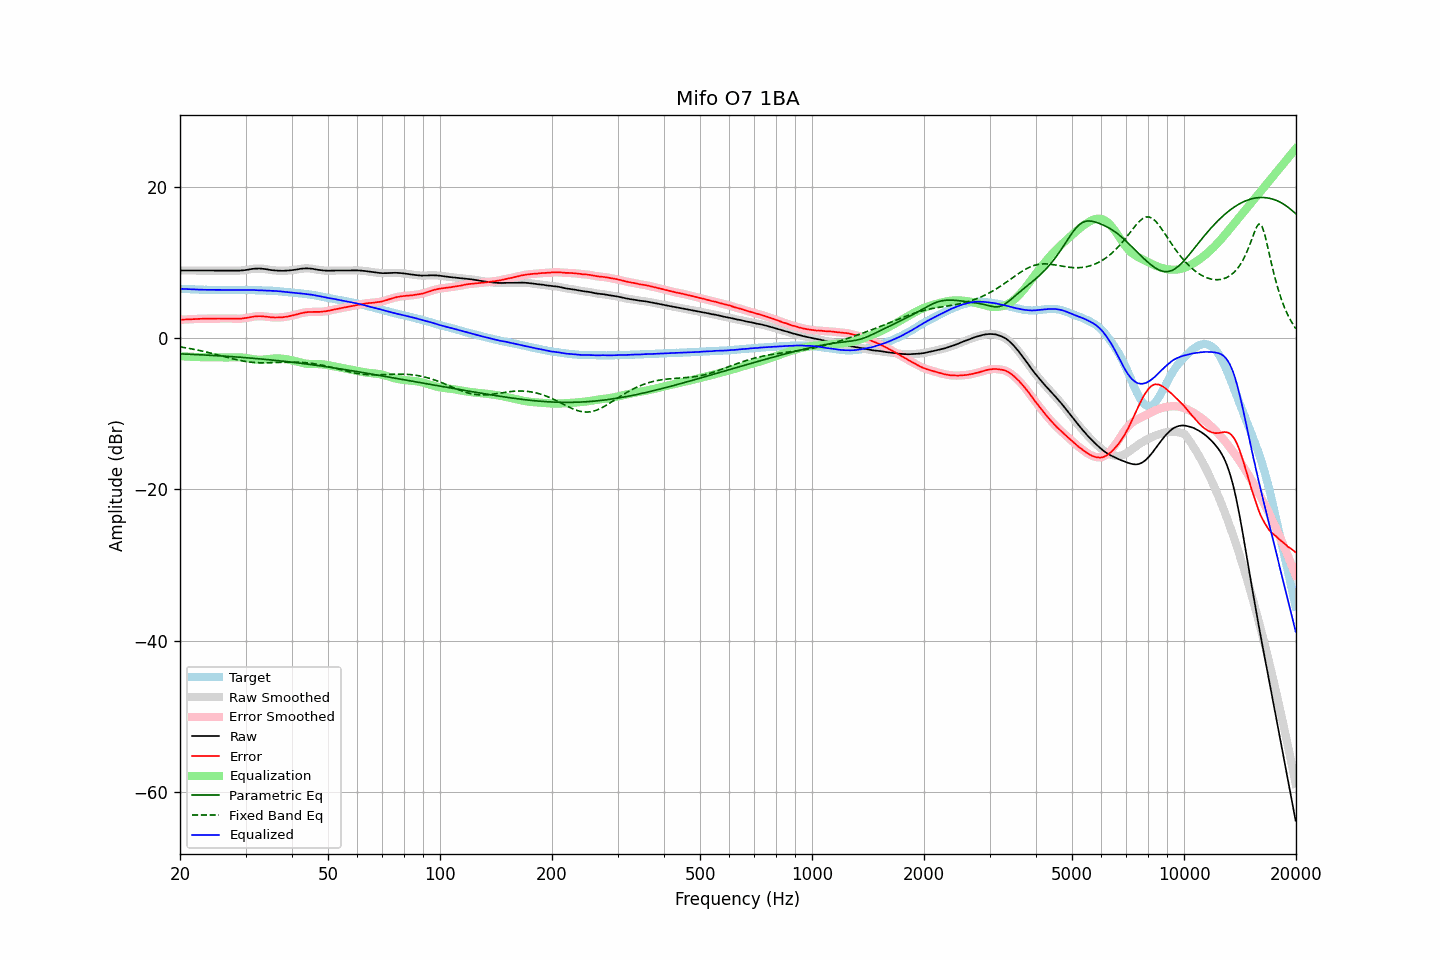 Mifo O7 1BA
20
0
−20
−40
−60
Amplitude (dBr)
Target
Raw Smoothed
Error Smoothed
Raw
Error
Equalization
Parametric Eq
Fixed Band Eq
Equalized
20 50 100 200 500 1000 2000 5000 10000 20000
Frequency (Hz)